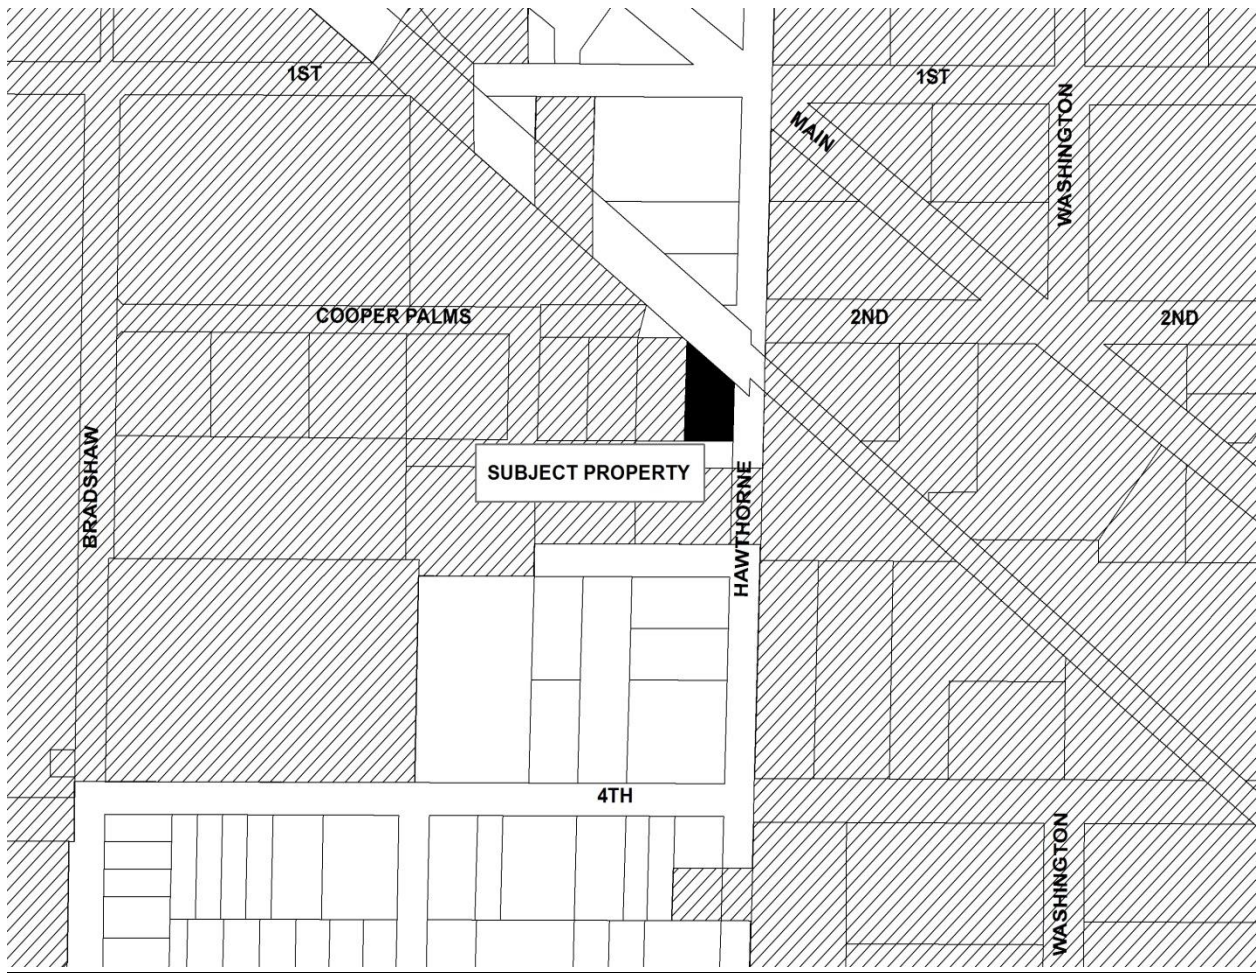 1ST
1ST
MAIN
WASHINGTON
COOPER PALMS
2ND
2ND
BRADSHAW
SUBJECT PROPERTY
HAWTHORNE
4TH
WASHINGTON